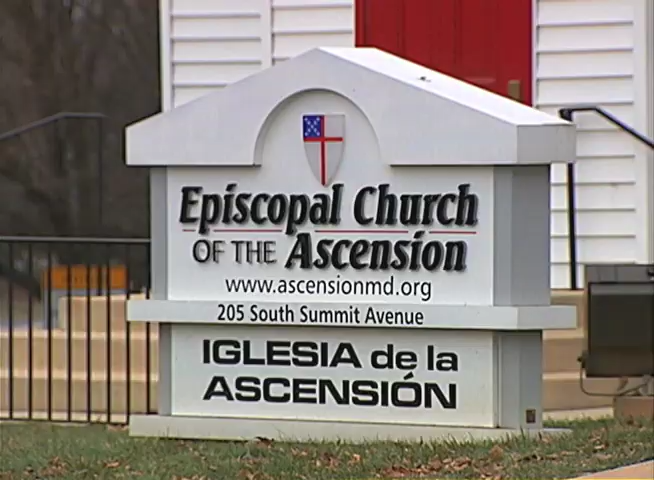 Episcopal Church
OF THE Ascension
www.ascensionmd.org
205 South Summit Avenue
IGLESIA de la
ASCENSIÓN